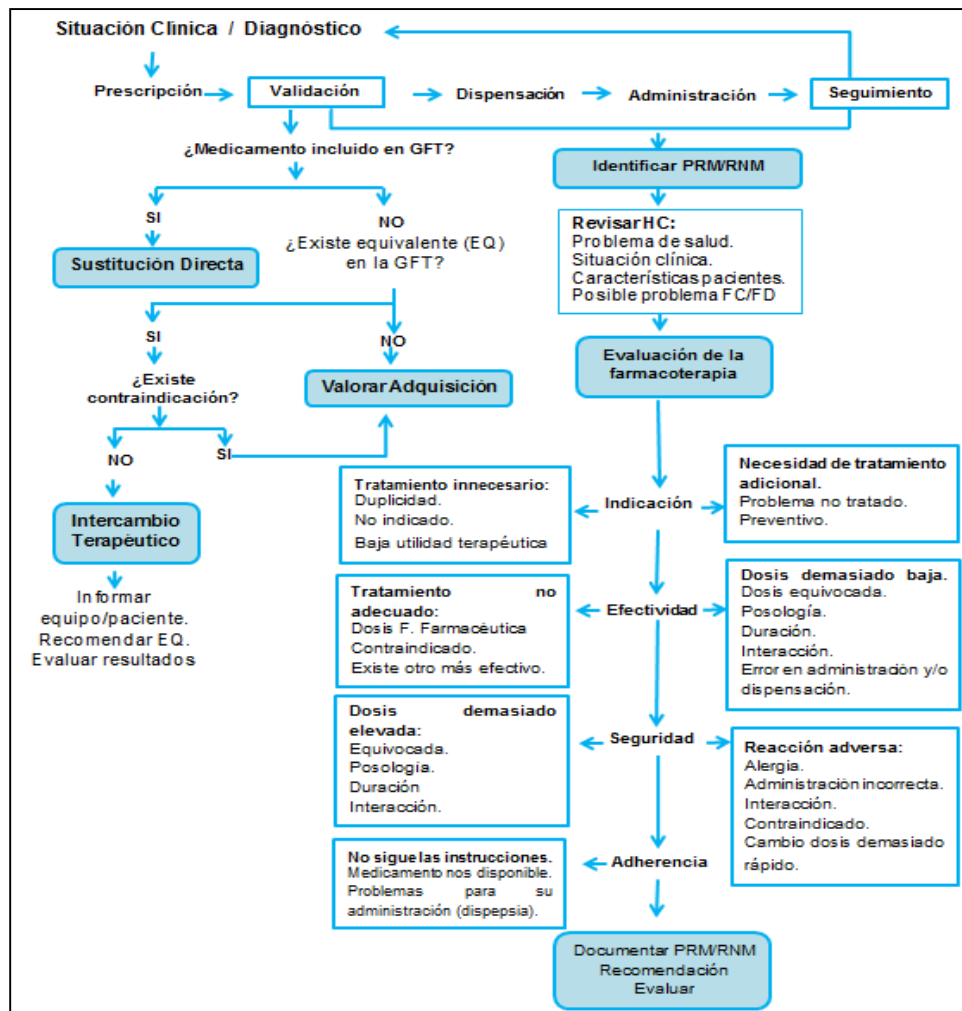 Situación Clínica / Diagnóstico
Prescripción
Validación
Dispensación
Administración
Seguimiento
¿Medicamento incluido en GFT?
SI
Sustitución Directa
NO
¿Existe equivalente (EQ)
en la GFT?
SI
NO
¿Existe
contraindicación?
Valorar Adquisición
NO
SI
Intercambio
Terapéutico
Informar
equipo/paciente.
Recomendar EQ.
Evaluar resultados
Identificar PRM/RNM
Revisar HC:
Problema de salud.
Situación clínica.
Características pacientes.
Posible problema FC/FD
Evaluación de la
farmacoterapia
Tratamiento innecesario:
Duplicidad.
No indicado.
Baja utilidad terapéutica
Indicación
Necesidad de tratamiento
adicional.
Problema no tratado.
Preventivo.
Tratamiento no
adecuado:
Dosis F. Farmacéutica
Contraindicado.
Existe otro más efectivo.
Efectividad
Dosis demasiado baja.
Dosis equivocada.
Posología.
Duración.
Interacción.
Error en administración y/o
dispensación.
Dosis demasiado
elevada:
Equivocada.
Posología.
Duración
Interacción.
Seguridad
Reacción adversa:
Alergia.
Administración incorrecta.
Interacción.
Contraindicado.
Cambio dosis demasiado
rápido.
No sigue las instrucciones.
Medicamento nos disponible.
Problemas para su
administración (dispepsia).
Adherencia
Documentar PRM/RNM
Recomendación
Evaluar